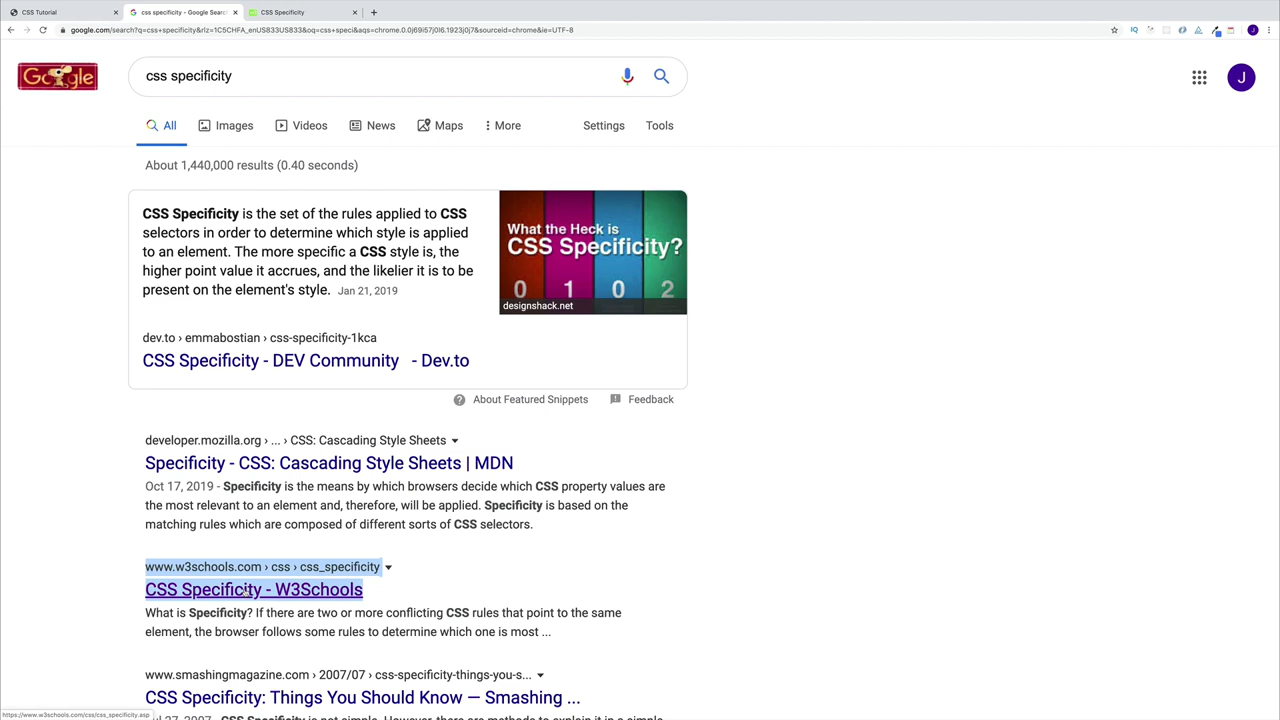 CSS Tutorial
css specificity - Google Sear
CSS Specificity
google.com/search?q=css+specificity&rlz=1C5CHFA_enUS833US833&oq=css+speci&aqs=chrome.0.0j69i57j0l6.1923j0j7&sourceid=chrome&ie=UTF-8
Google
css specificity
J
All
Images
Videos
News
Maps
More
Settings
Tools
About 1,440,000 results (0.40 seconds)
CSS Specificity is the set of the rules applied to CSS
selectors in order to determine which style is applied
to an element. The more specific a CSS style is, the
higher point value it accrues, and the likelier it is to be
present on the element's style. Jan 21, 2019
What the Heck is
CSS Specificity?
0 1 0 2
designshack.net
dev.to › emmabostian › css-specificity-1kca
CSS Specificity - DEV Community - Dev.to
About Featured Snippets
Feedback
developer.mozilla.org › ... › CSS: Cascading Style Sheets
Specificity - CSS: Cascading Style Sheets | MDN
Oct 17, 2019 - Specificity is the means by which browsers decide which CSS property values are
the most relevant to an element and, therefore, will be applied. Specificity is based on the
matching rules which are composed of different sorts of CSS selectors.
www.w3schools.com › css › css_specificity
CSS Specificity - W3Schools
What is Specificity? If there are two or more conflicting CSS rules that point to the same
element, the browser follows some rules to determine which one is most ...
www.smashingmagazine.com › 2007/07 › css-specificity-things-you-s...
CSS Specificity: Things You Should Know — Smashing ...
https://www.w3schools.com/css/css_specificity.asp